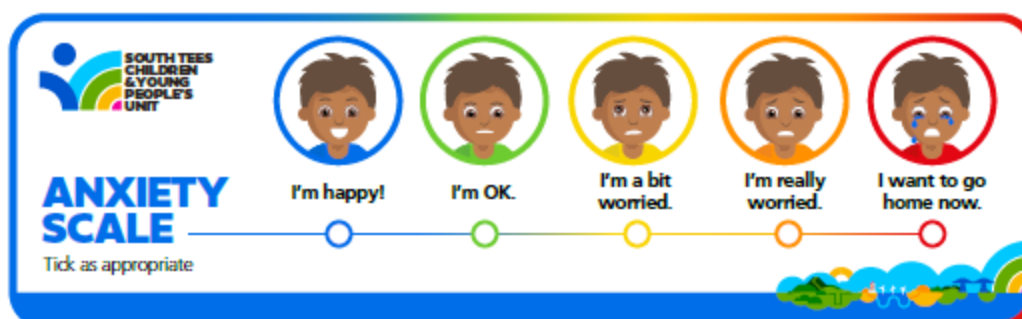 SOUTH TEES
CHILDREN
& YOUNG
PEOPLE'S
UNIT
ANXIETY
SCALE
Tick as appropriate
I'm happy!
I'm OK.
I'm a bit
worried.
I'm really
worried.
I want to go
home now.